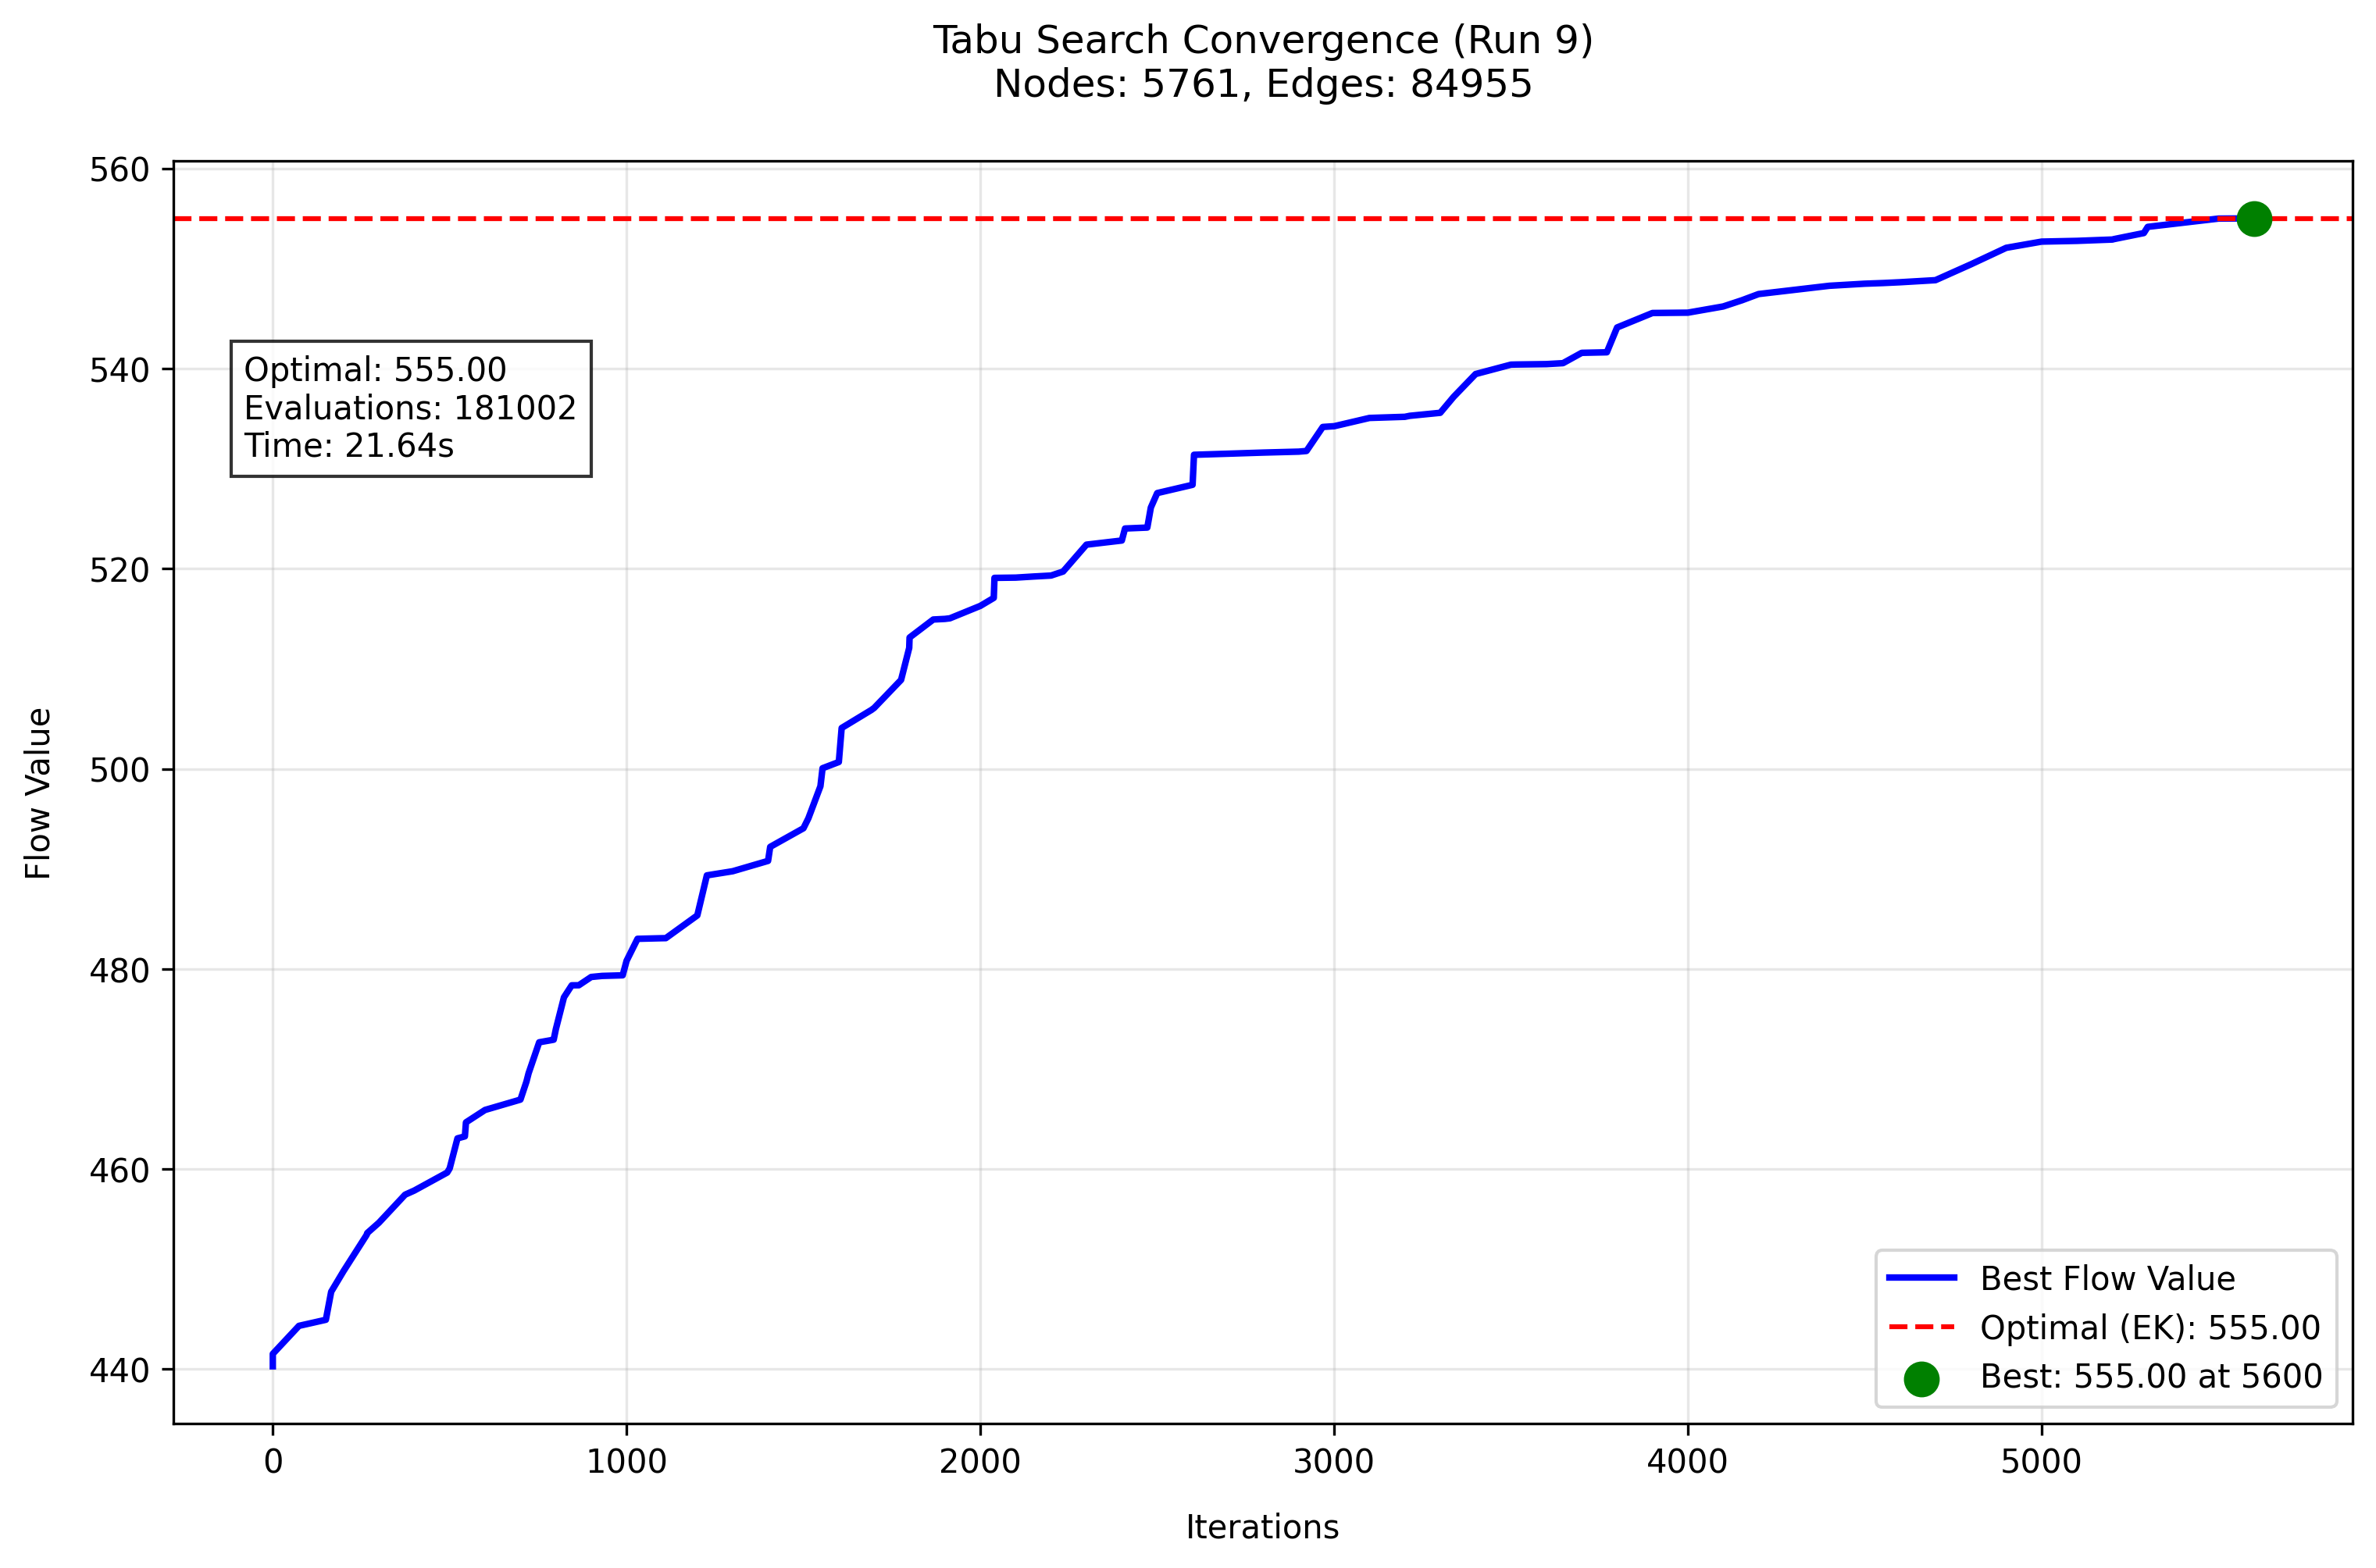 Tabu Search Convergence (Run 9)
Nodes: 5761, Edges: 84955
560
540
520
500
480
460
440
Flow Value
Optimal: 555.00
Evaluations: 181002
Time: 21.64s
Best Flow Value
Optimal (EK): 555.00
Best: 555.00 at 5600
0 1000 2000 3000 4000 5000
Iterations